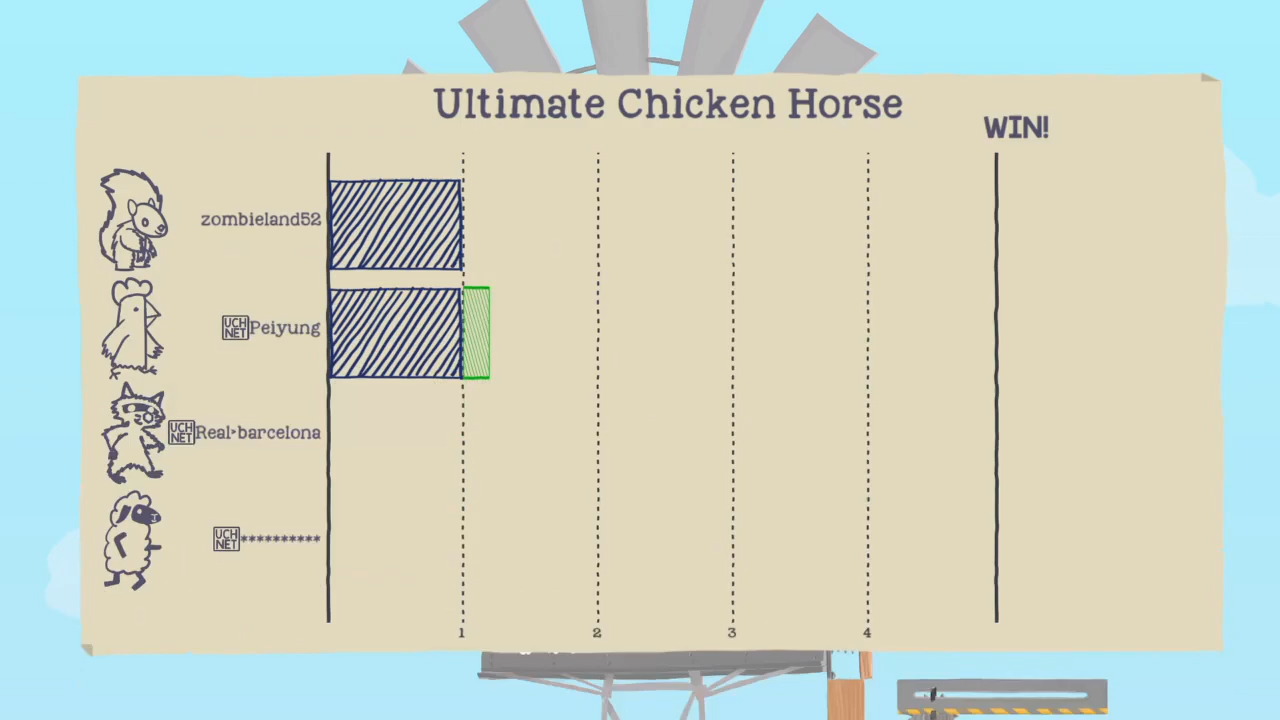 Ultimate Chicken Horse
WIN!
zombieland52
UCH NET Peiyung
UCH NET Real>barcelona
UCH NET **********
1 2 3 4